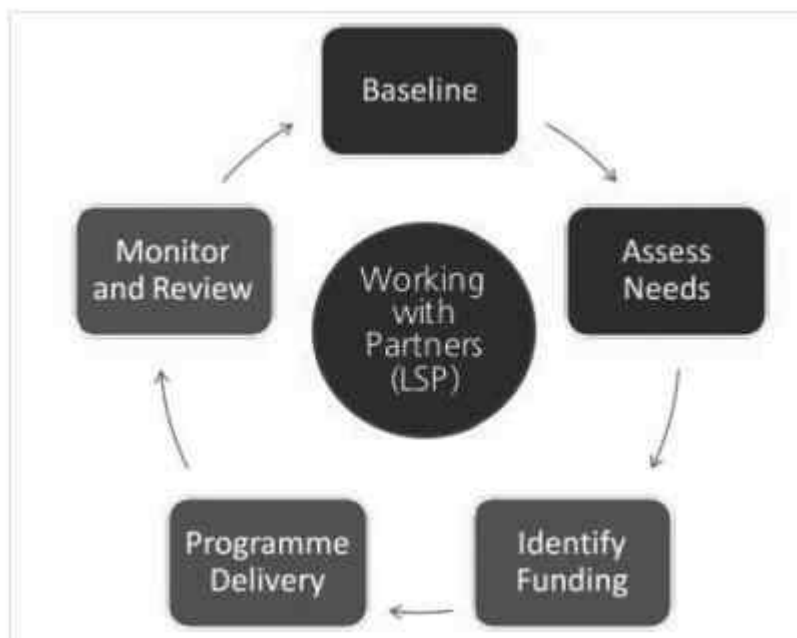 Baseline
Assess
Needs
Identify
Funding
Programme
Delivery
Monitor
and Review
Working
with
Partners
(LSP)